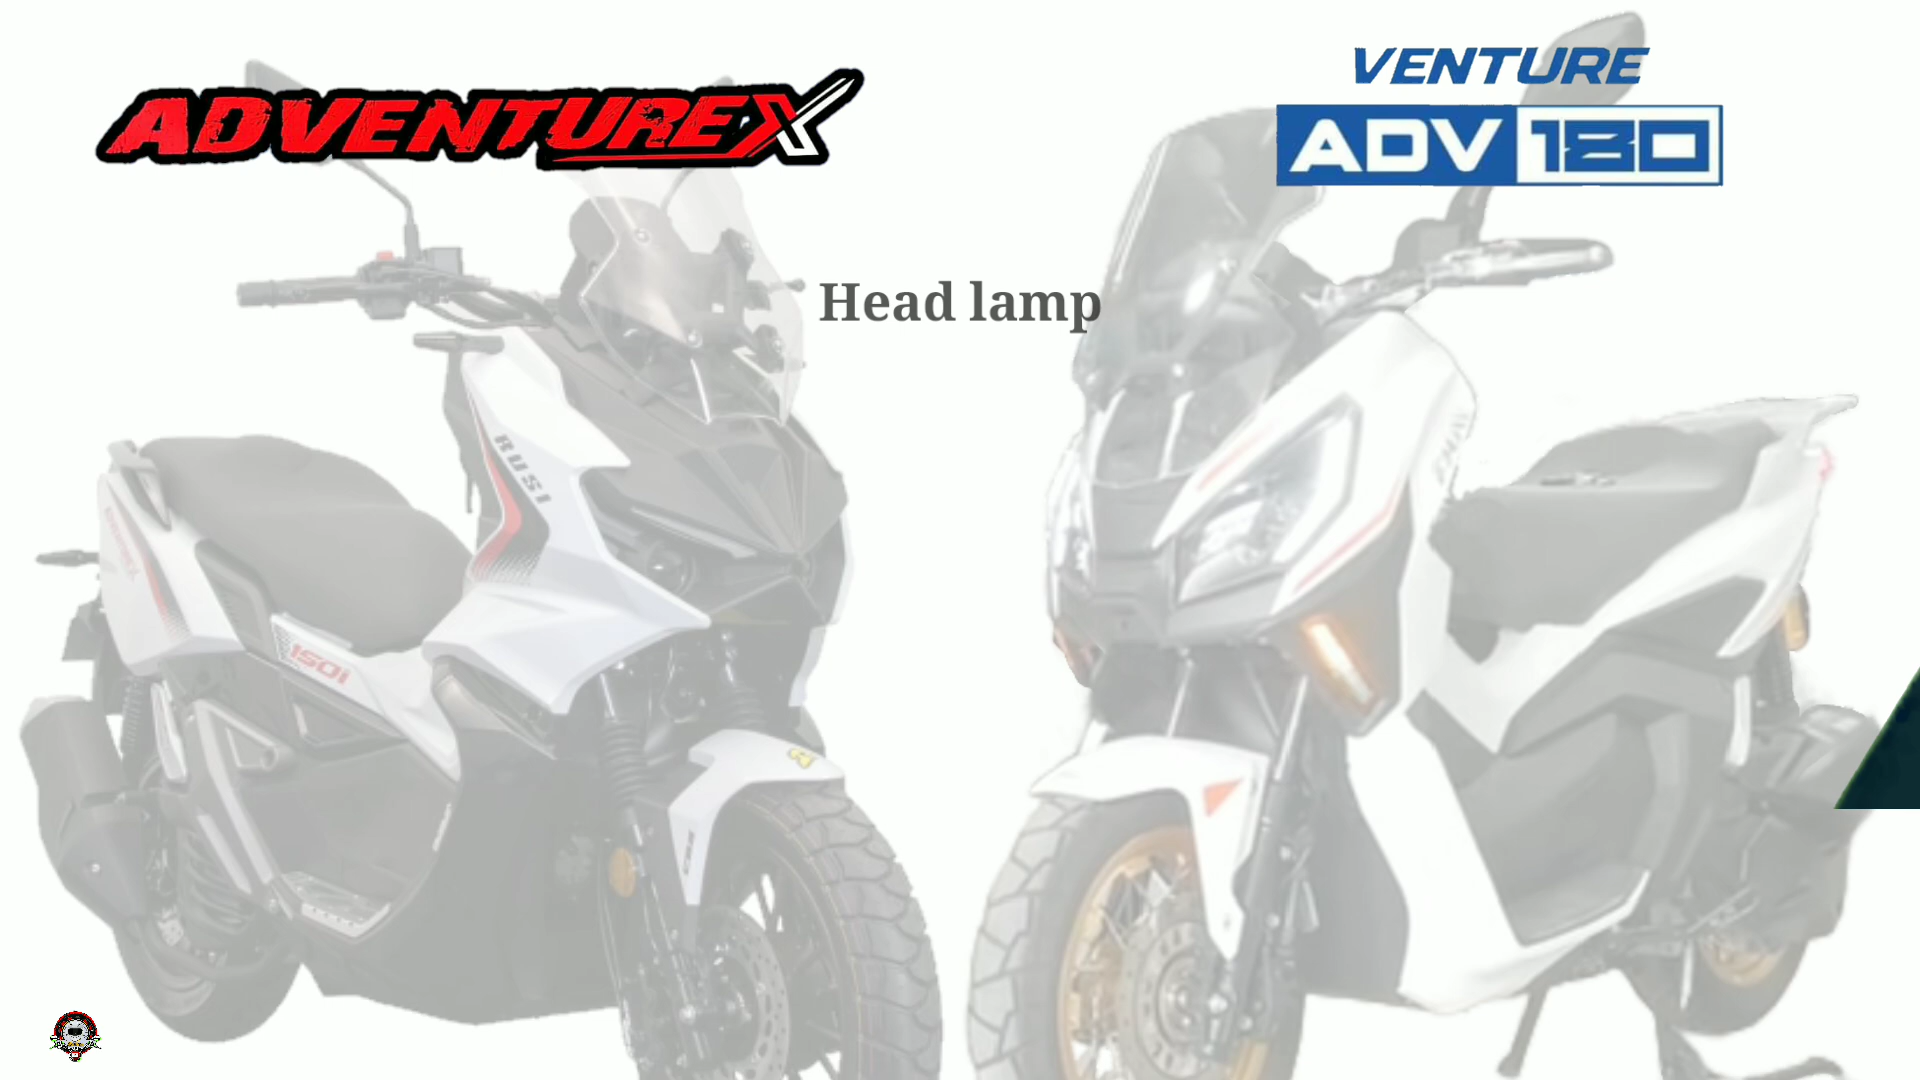 ADVENTUREX
VENTURE
ADV 180
Head lamp
RUSI
150i